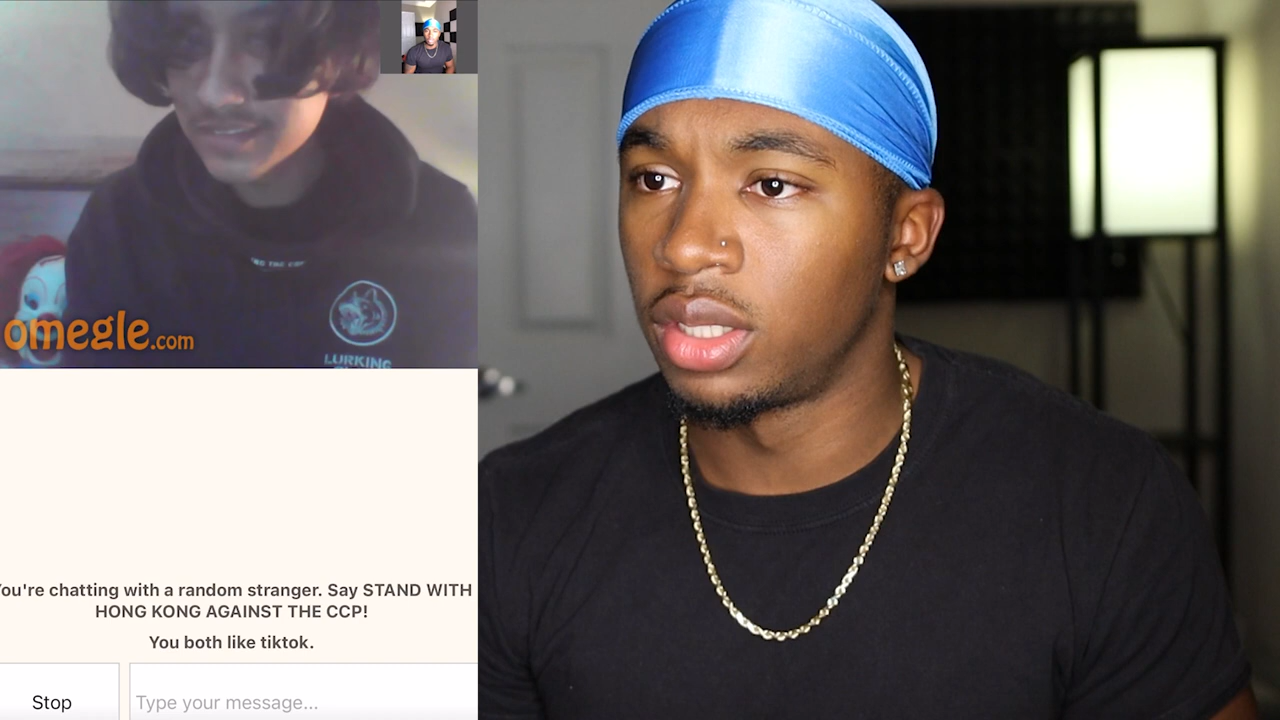 omegle.com
LURKING
You're chatting with a random stranger. Say STAND WITH
HONG KONG AGAINST THE CCP!
You both like tiktok.
Stop
Type your message...